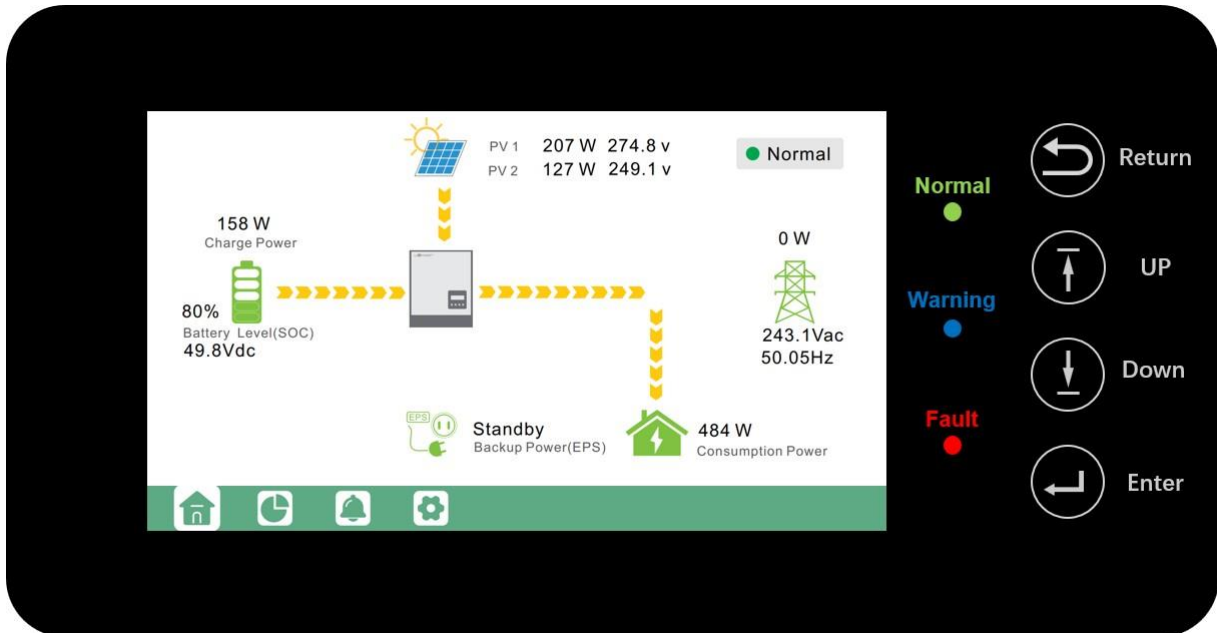 PV 1 207 W 274.8 v
PV 2 127 W 249.1 v
Normal
158 W
Charge Power
80%
Battery Level(SOC)
49.8Vdc
0 W
243.1Vac
50.05Hz
EPS
Standby
Backup Power(EPS)
484 W
Consumption Power
Normal
Warning
Fault
Return
UP
Down
Enter